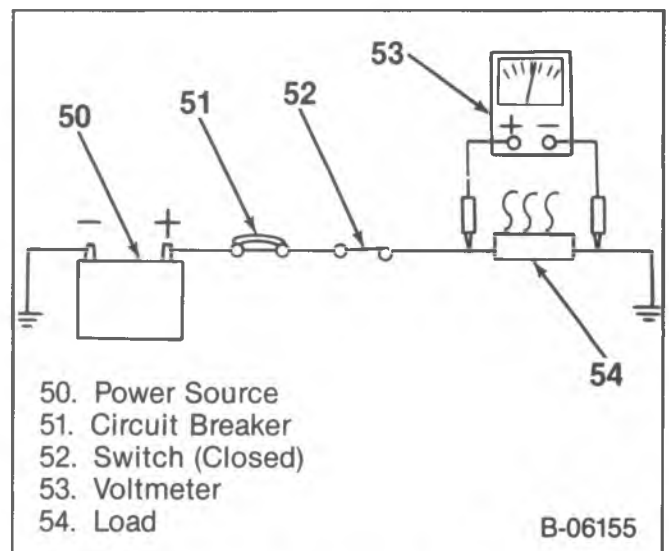 53
52
51
50
- +
+ -
54
50. Power Source
51. Circuit Breaker
52. Switch (Closed)
53. Voltmeter
54. Load
B-06155